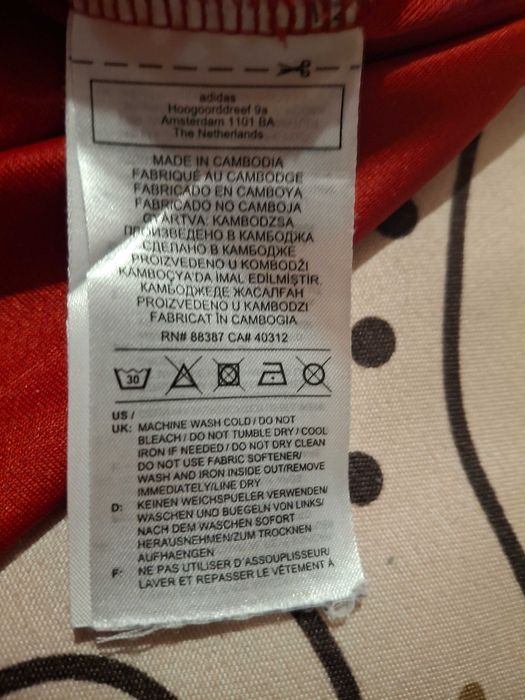 adidas
Hoogoorddreef 9a
Amsterdam 1101 BA
The Netherlands
MADE IN CAMBODIA
FABRIQUÉ AU CAMBODGE
FABRICADO EN CAMBOYA
FABRICADO NO CAMBOJA
GYÁRTVA: KAMBODZSA
ПРОИЗВЕДЕНО В КАМБОДЖА
СДЕЛАНО В КАМБОДЖЕ
PROIZVEDENO U KOMBODŽI
KAMBOÇYA'DA IMAL EDİLMİŞTİR.
КАМБОДЖЕДЕ ЖАСАЛҒАН
PROIZVEDENO U KAMBODZI
FABRICAT ÎN CAMBOGIA
RN# 88387 CA# 40312
30
US /
UK: MACHINE WASH COLD / DO NOT
BLEACH / DO NOT TUMBLE DRY / COOL
IRON IF NEEDED / DO NOT DRY CLEAN
DO NOT USE FABRIC SOFTENER/
WASH AND IRON INSIDE OUT/REMOVE
IMMEDIATELY/LINE DRY
D: KEINEN WEICHSPUELER VERWENDEN/
WASCHEN UND BUEGELN VON LINKS/
NACH DEM WASCHEN SOFORT
HERAUSNEHMEN/ZUM TROCKNEN
AUFHAENGEN
F: NE PAS UTILISER D'ASSOUPLISSEUR/
LAVER ET REPASSER LE VÊTEMENT À